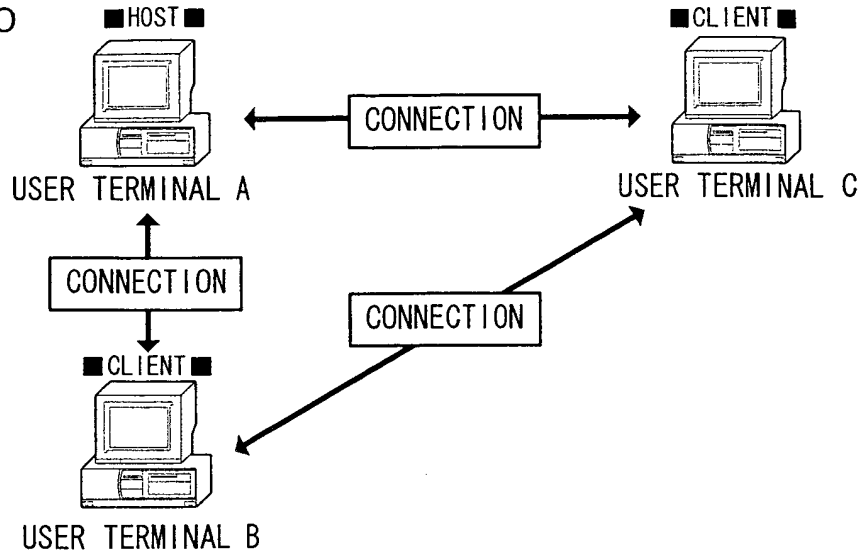 ■HOST■
■CLIENT■
CONNECTION
USER TERMINAL A
USER TERMINAL C
CONNECTION
CONNECTION
■CLIENT■
USER TERMINAL B